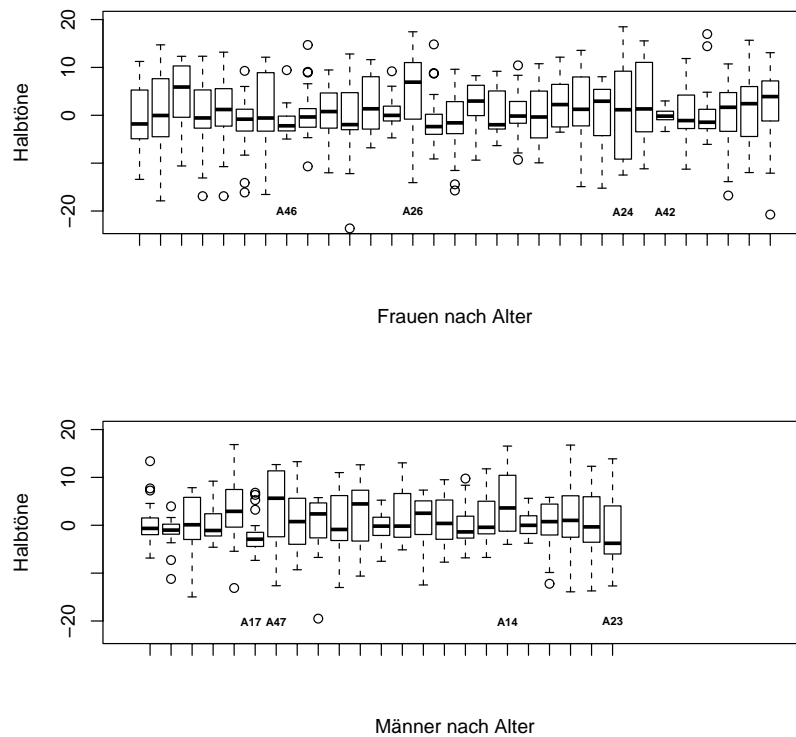 20
10
0
−20
Halbtöne
A46 A26 A24 A42
Frauen nach Alter
20
10
0
−20
Halbtöne
A17 A47 A14 A23
Männer nach Alter